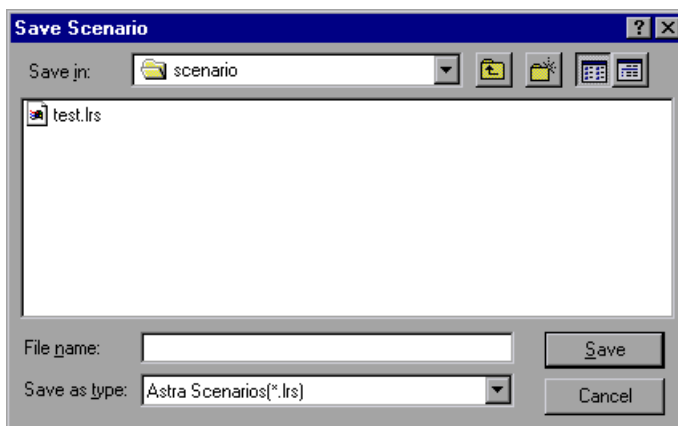 Save Scenario
Save in: scenario
test.lrs
File name:
Save
Save as type: Astra Scenarios(*.lrs)
Cancel